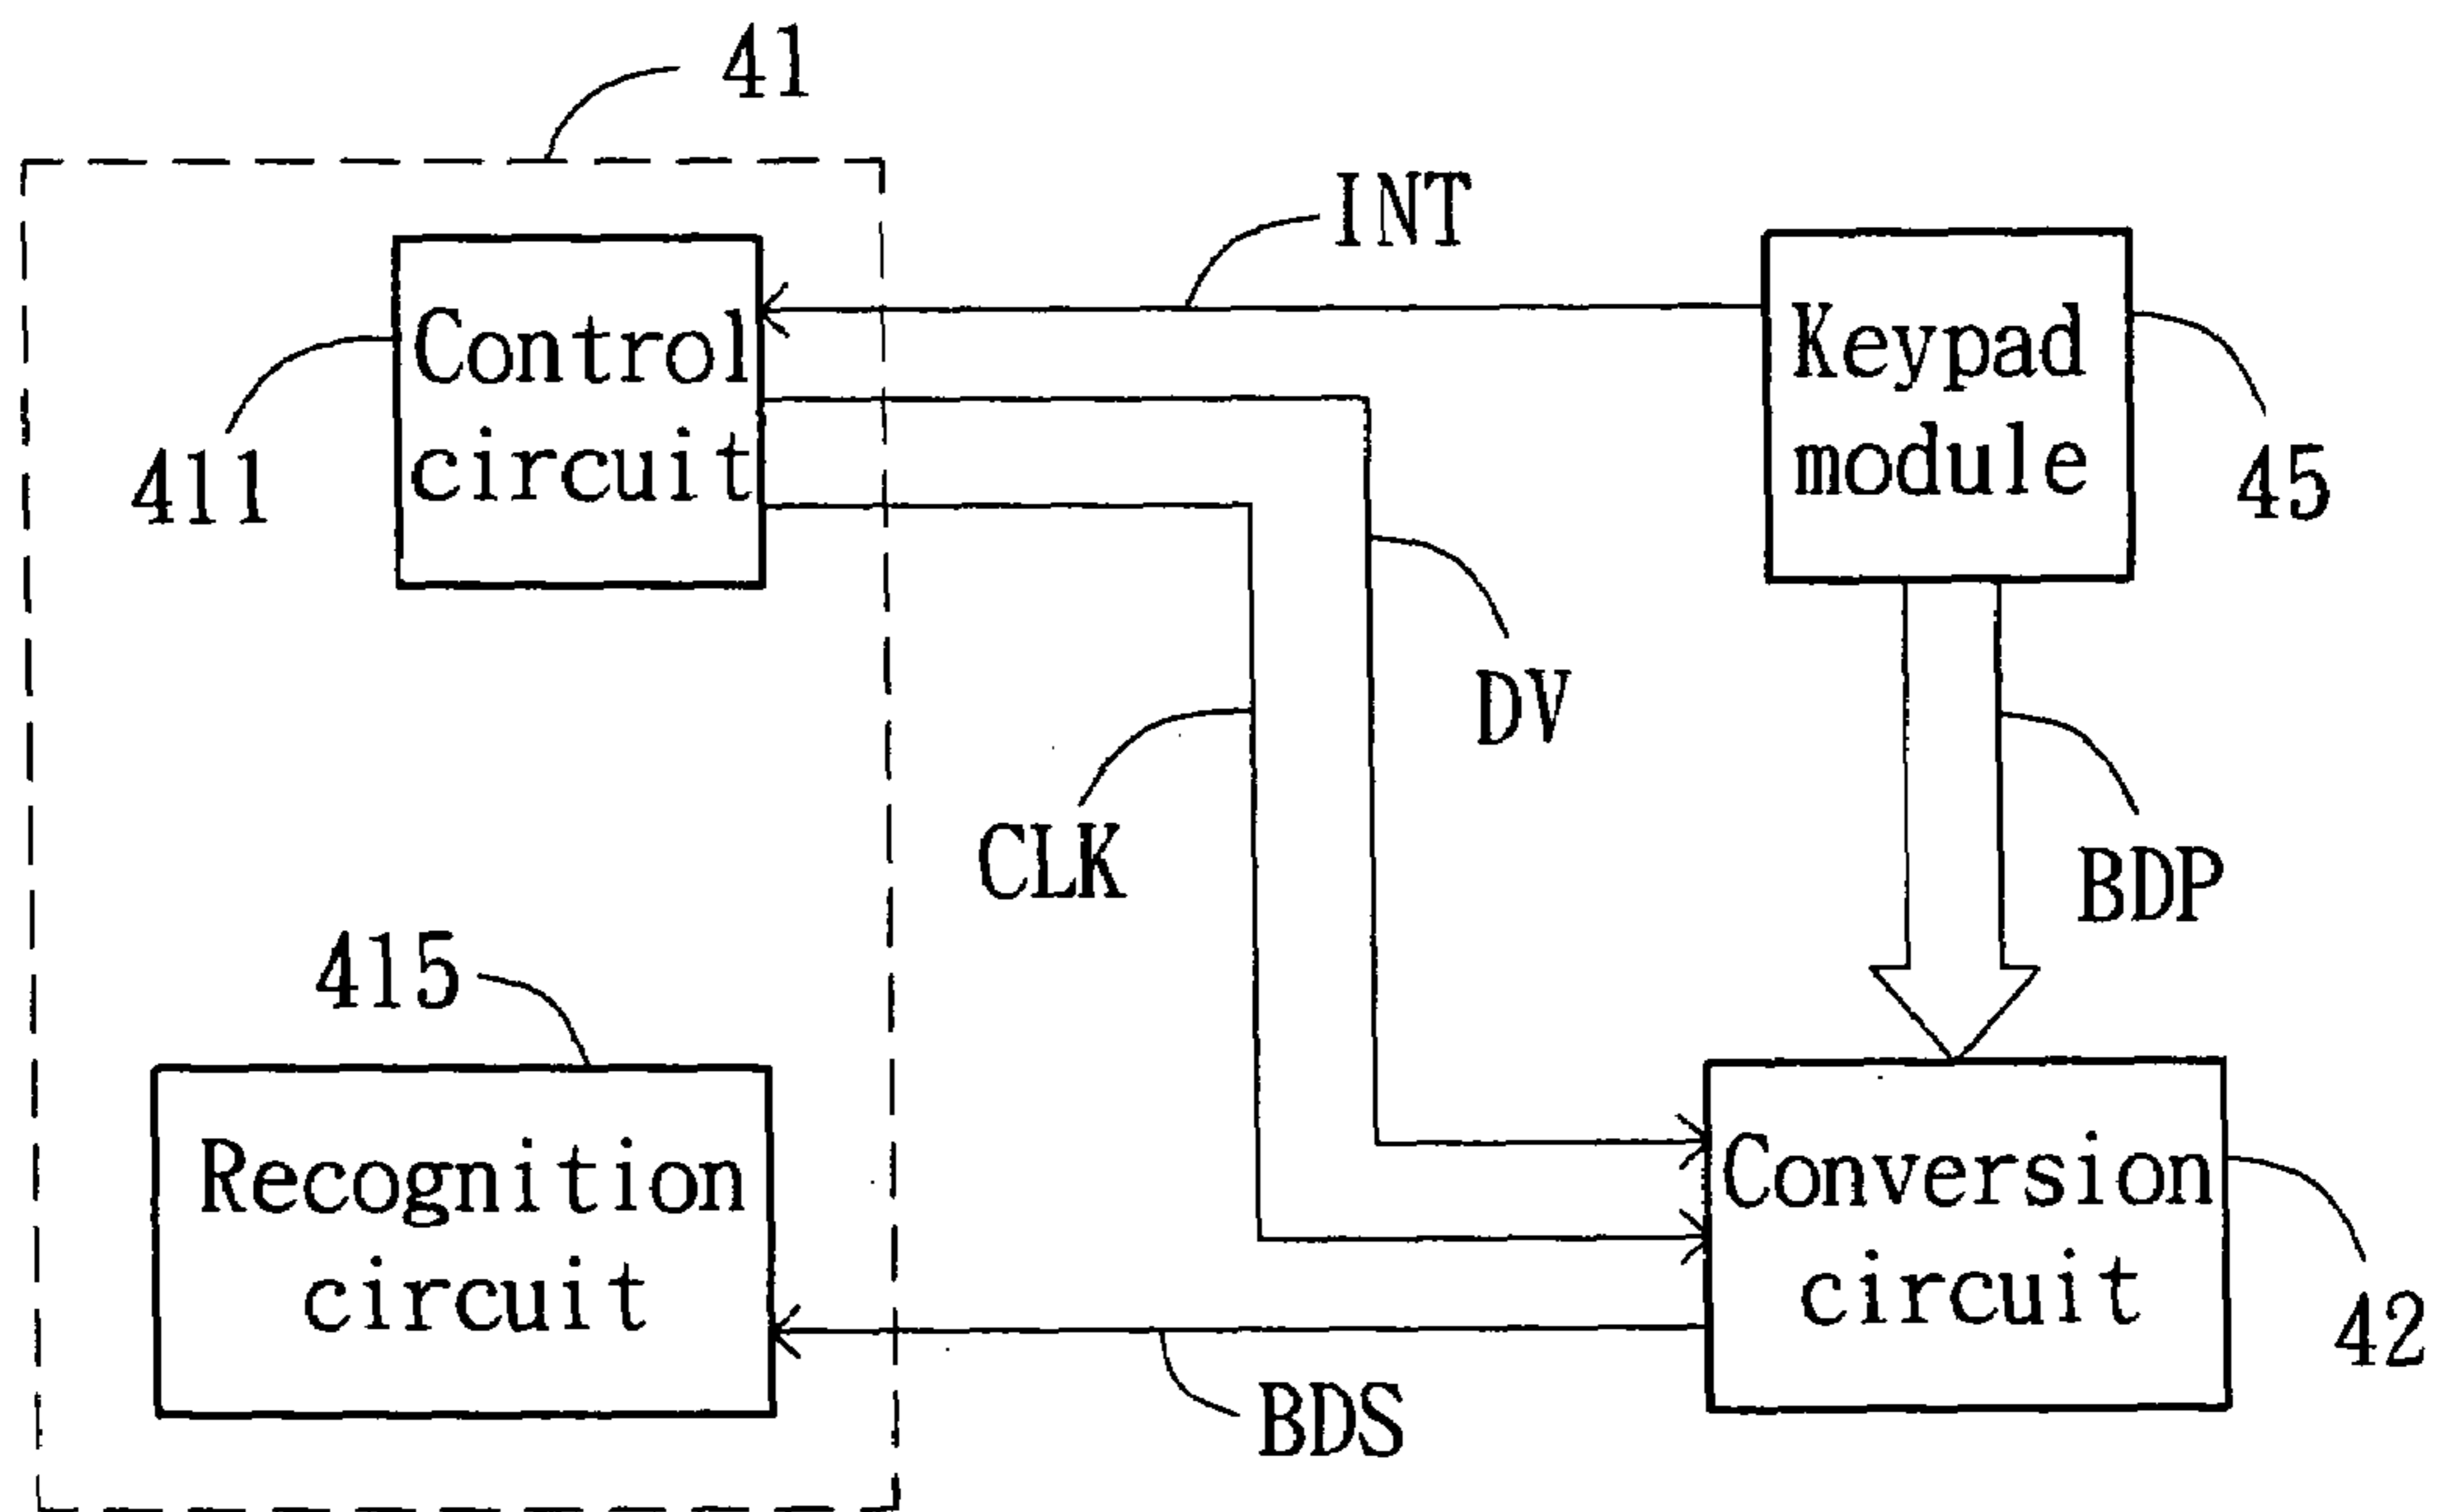 41
INT
Control
circuit
411
Keypad
module
45
DV
CLK
BDP
415
Recognition
circuit
Conversion
circuit
42
BDS